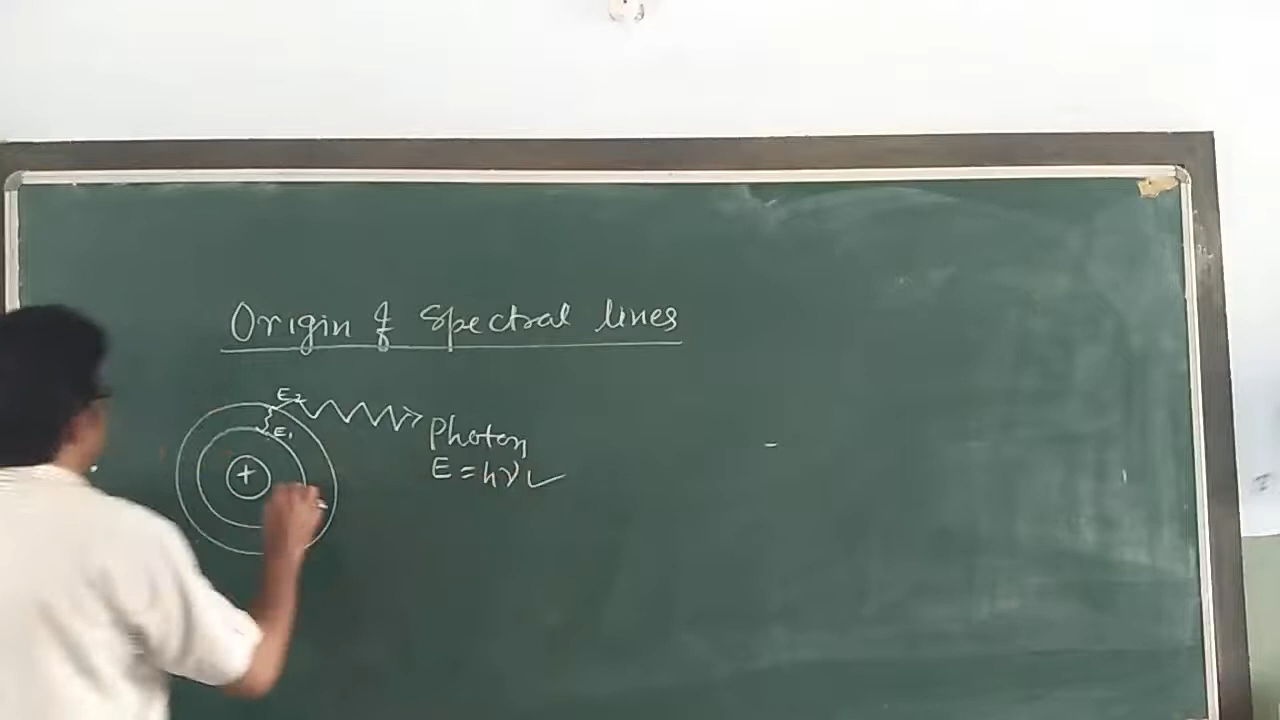 Origin of Spectral lines
E2
E1
+
Photon
E = hν